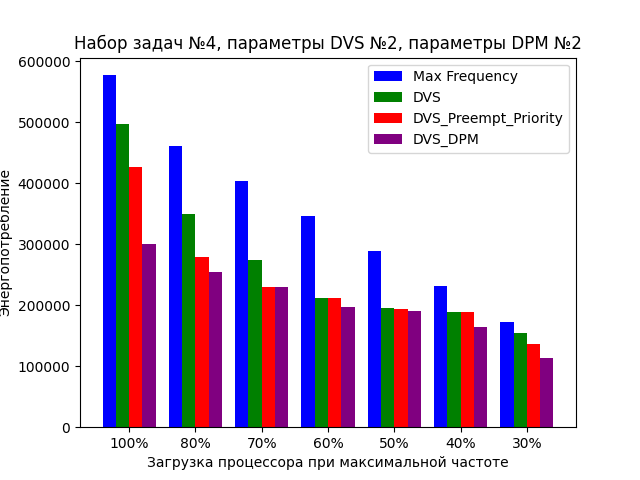 Набор задач №4, параметры DVS №2, параметры DPM №2
Max Frequency
DVS
DVS_Preempt_Priority
DVS_DPM
Энергопотребление
600000
500000
400000
300000
200000
100000
0
100% 80% 70% 60% 50% 40% 30%
Загрузка процессора при максимальной частоте